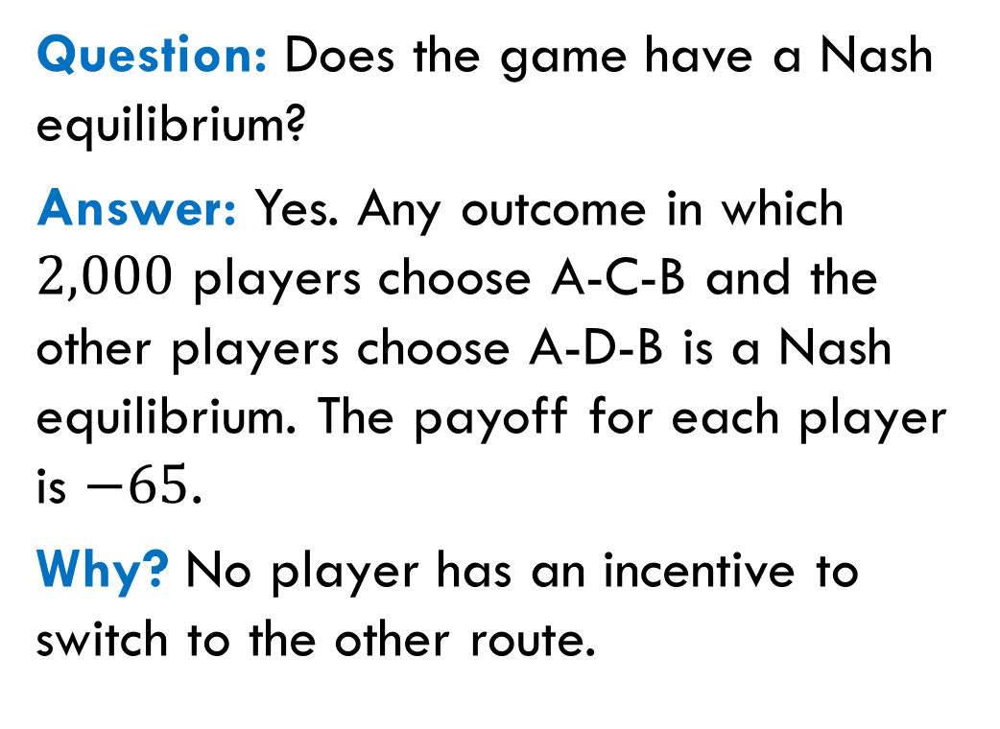 Question: Does the game have a Nash
equilibrium?
Answer: Yes. Any outcome in which
2,000 players choose A-C-B and the
other players choose A-D-B is a Nash
equilibrium. The payoff for each player
is −65.
Why? No player has an incentive to
switch to the other route.